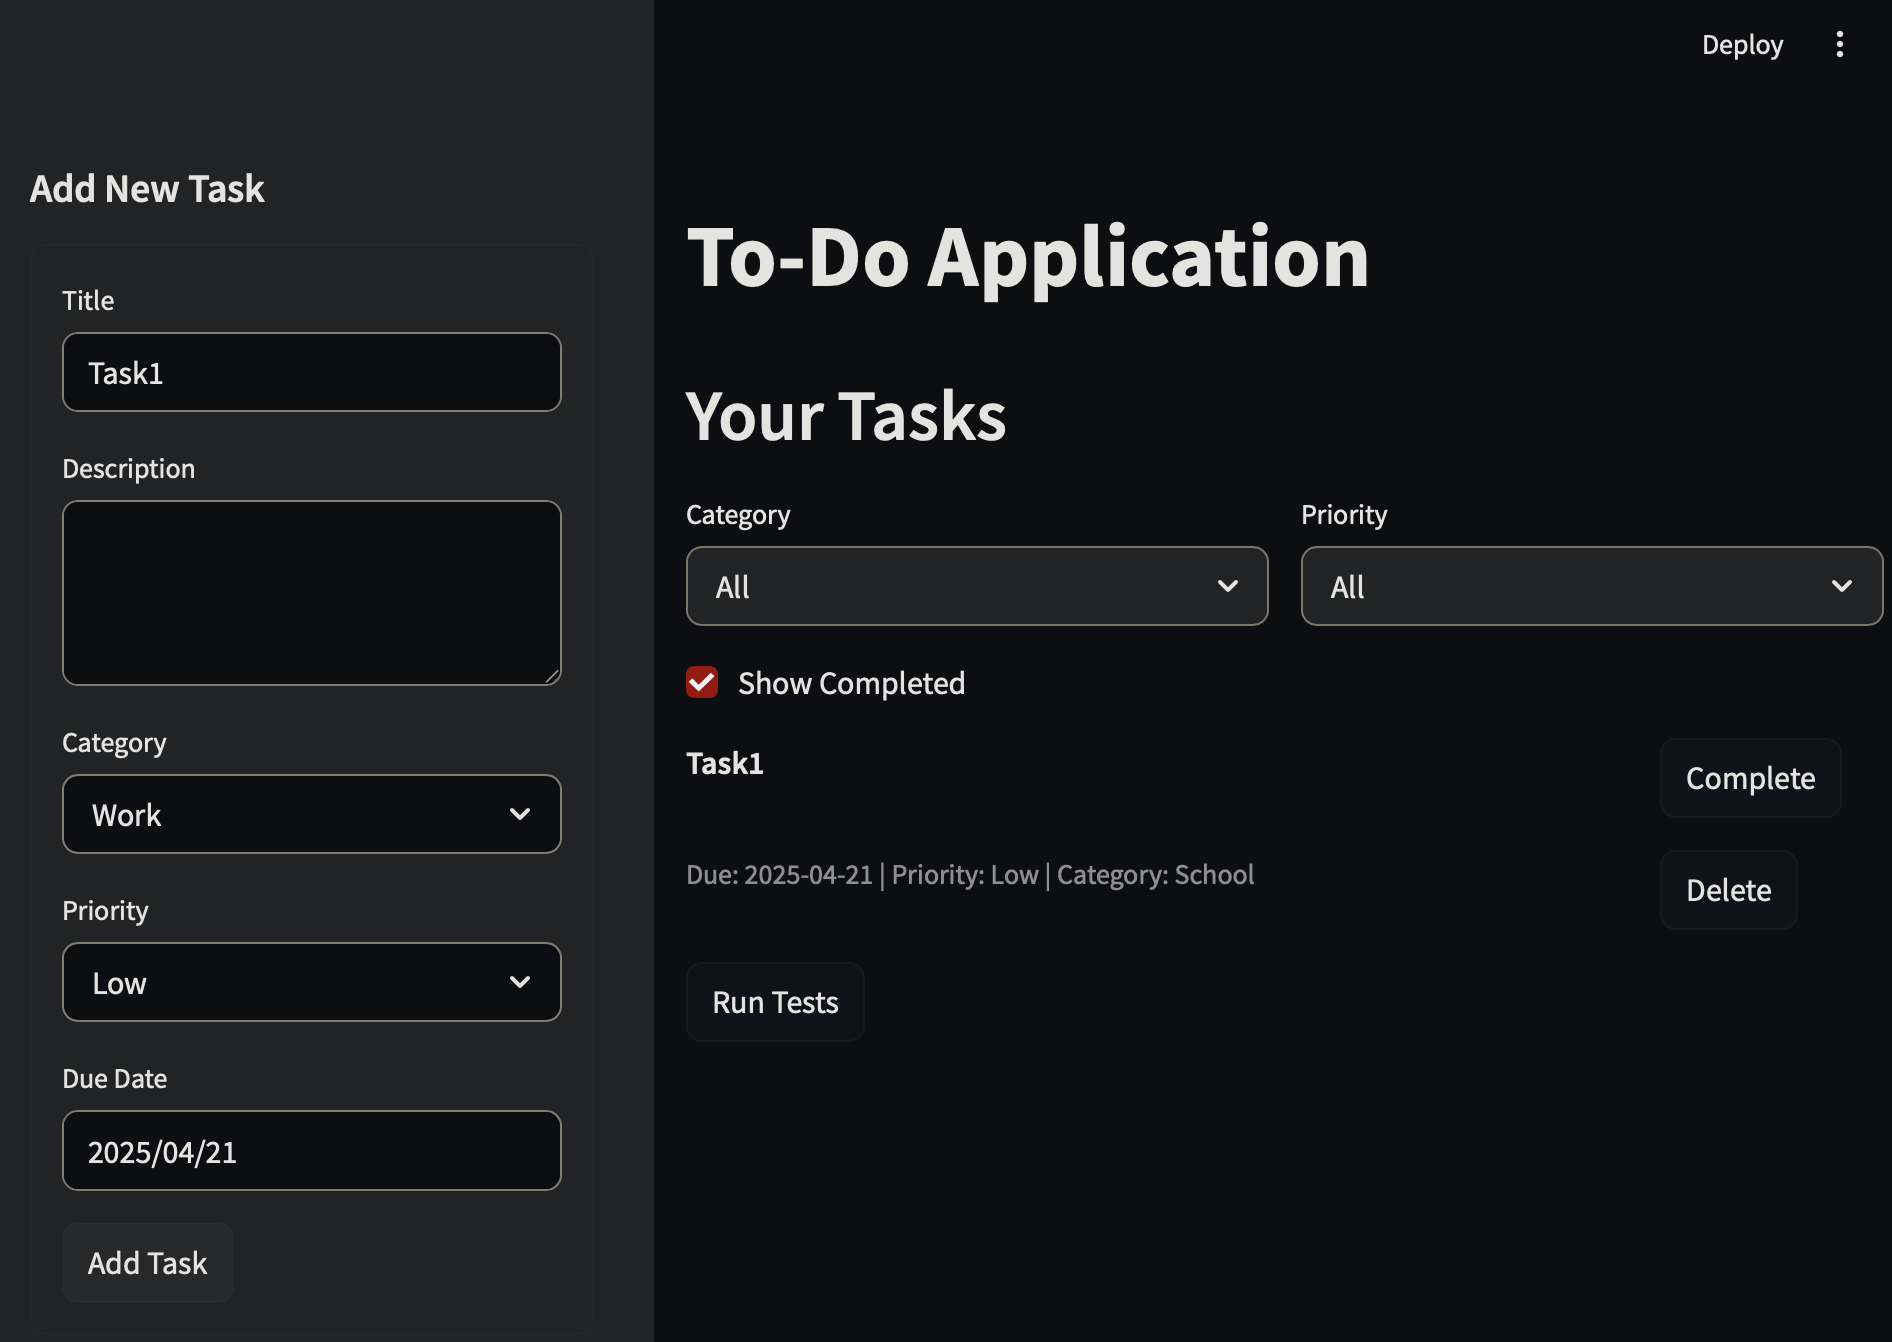 Deploy
Add New Task
Title
Task1
Description
Category
Work
Priority
Low
Due Date
2025/04/21
Add Task
To-Do Application
Your Tasks
Category
All
Priority
All
Show Completed
Task1
Complete
Due: 2025-04-21 | Priority: Low | Category: School
Delete
Run Tests